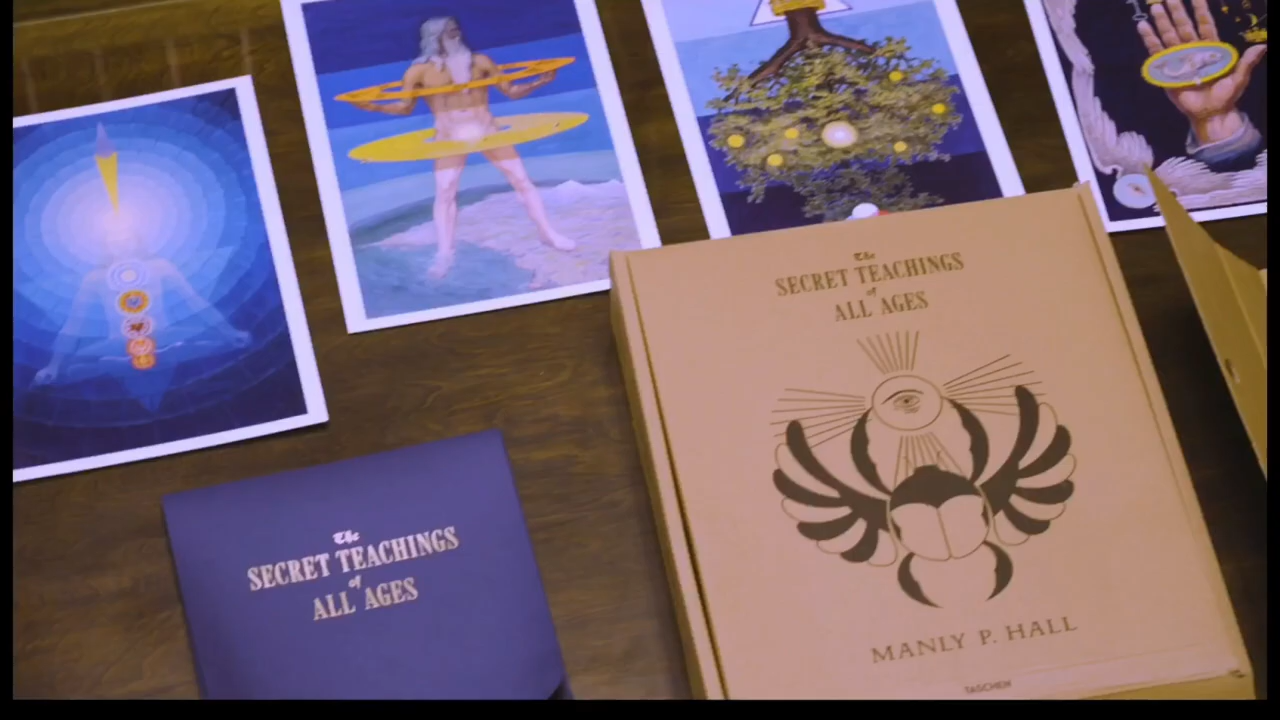 The
SECRET TEACHINGS
of
ALL AGES
MANLY P. HALL
TASCHEN
The
SECRET TEACHINGS
of
ALL AGES